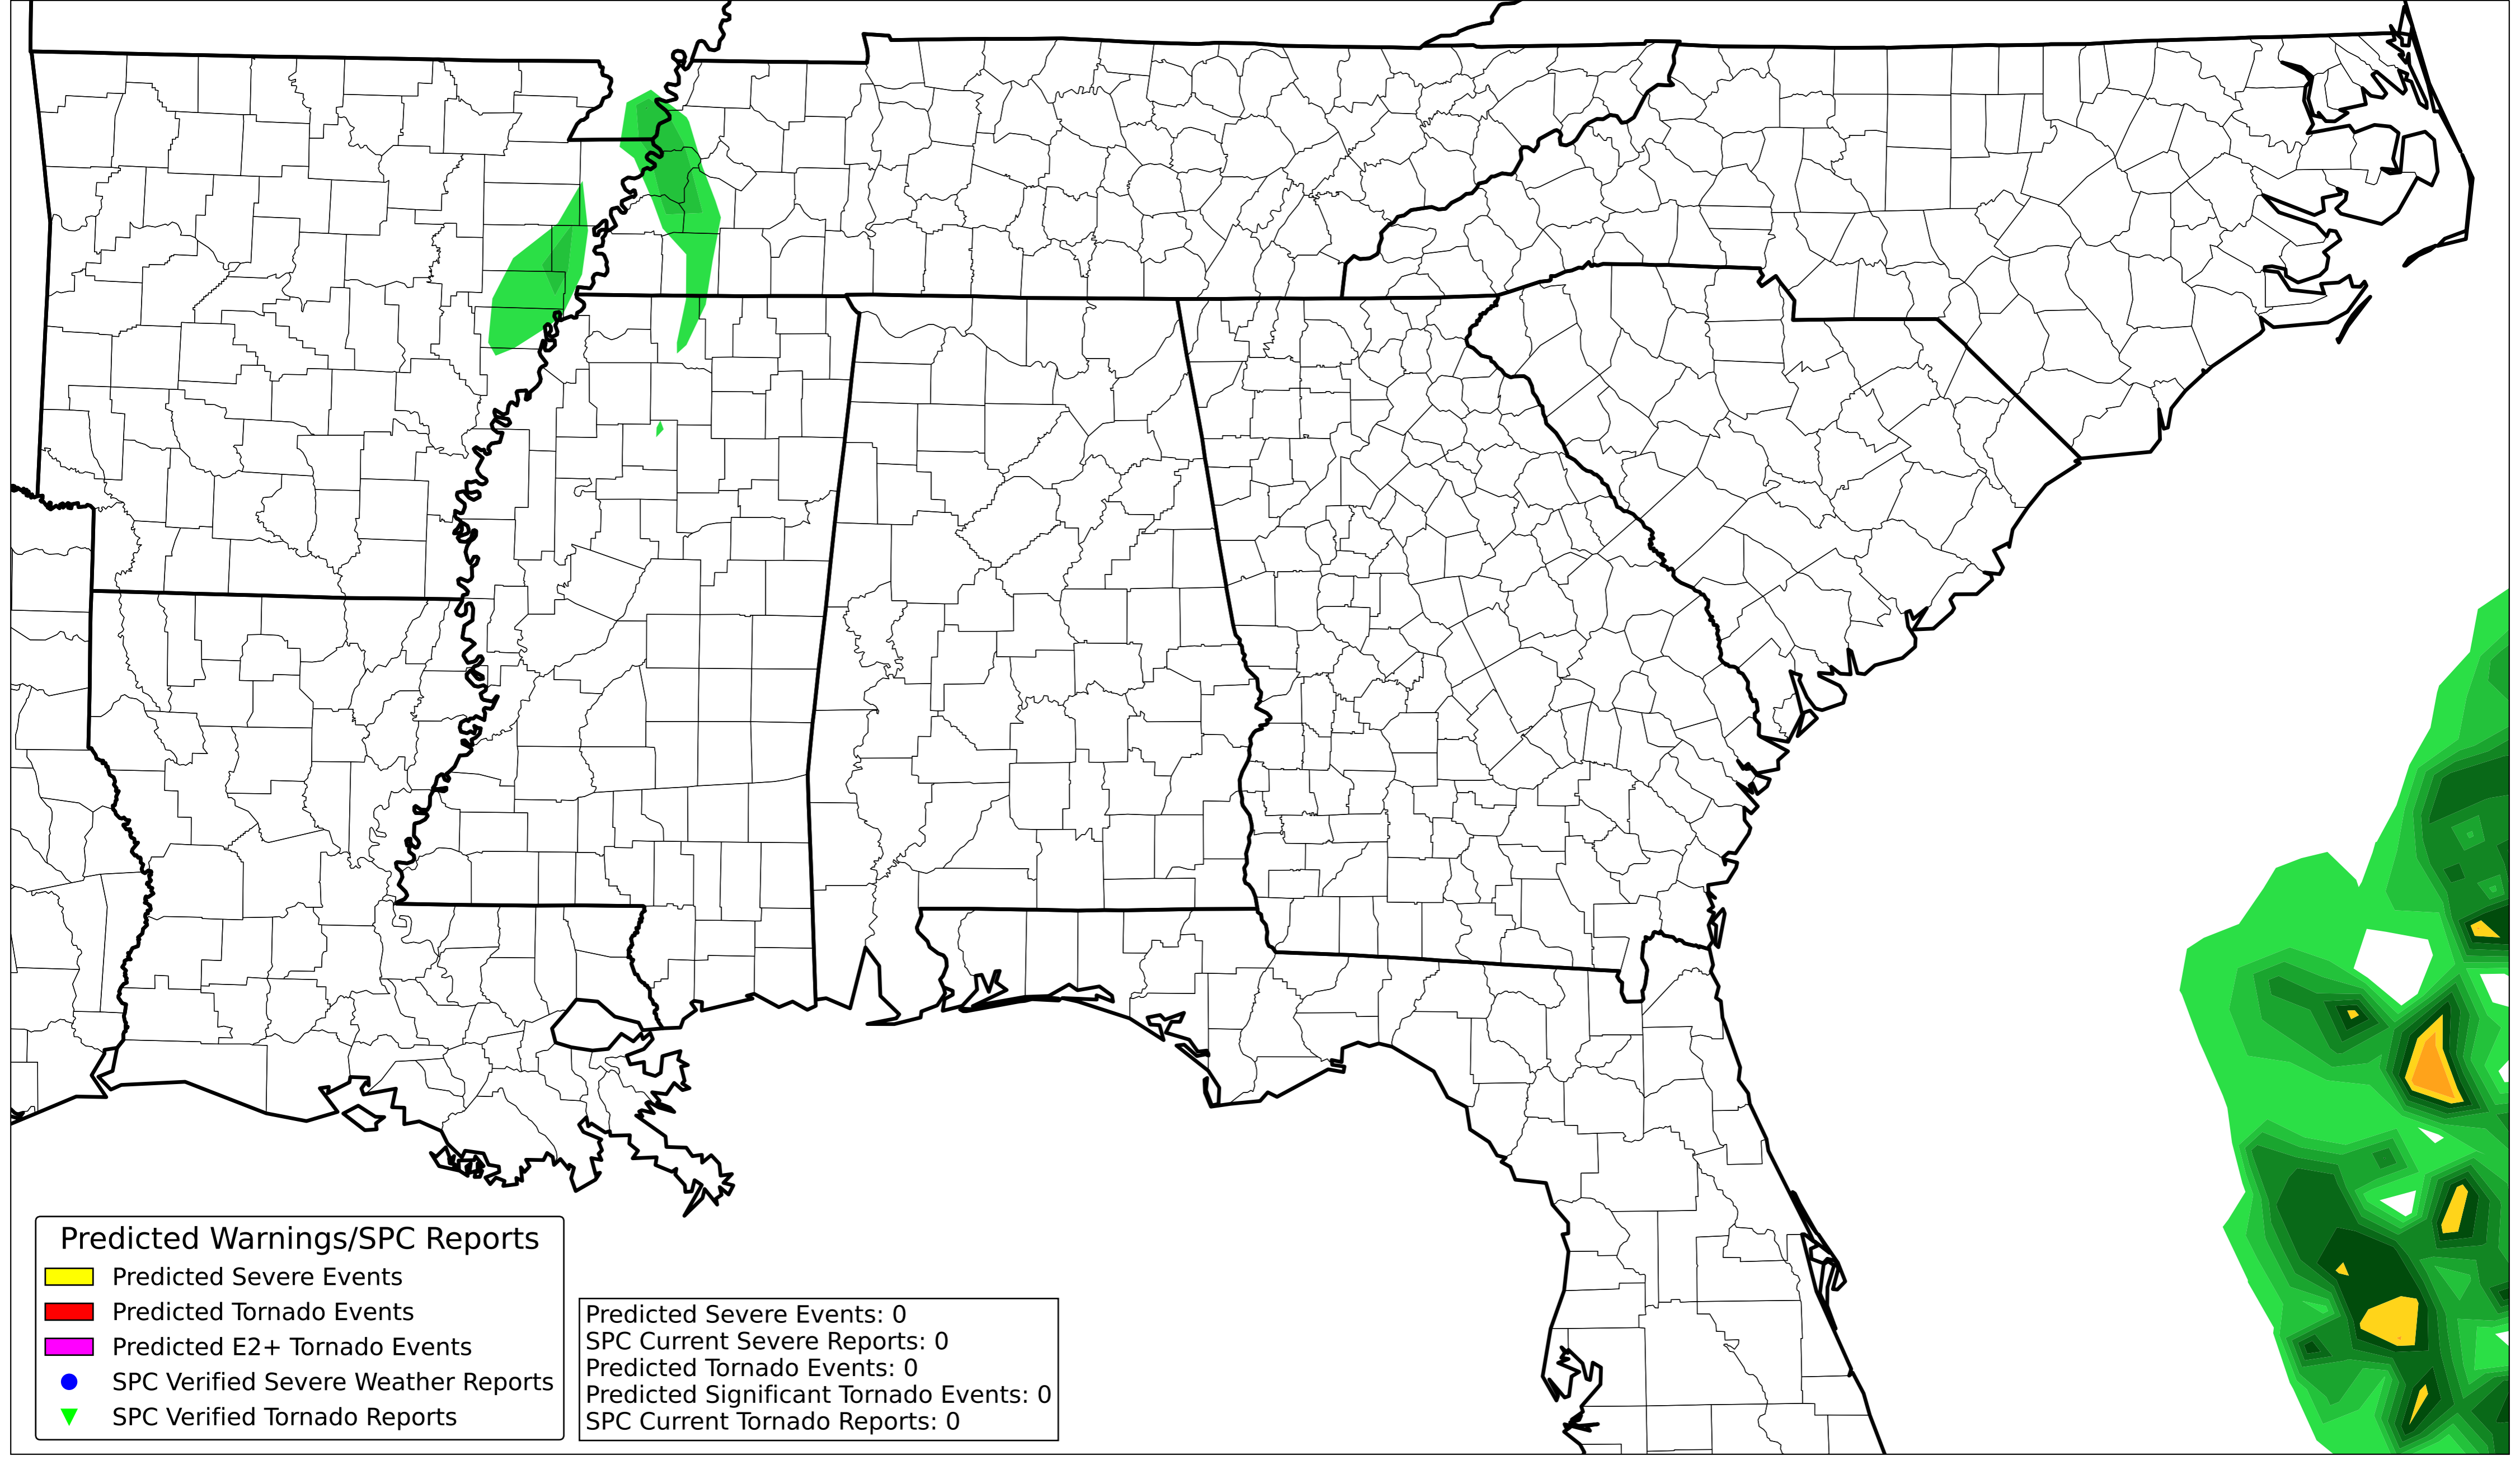 Predicted Warnings/SPC Reports
Predicted Severe Events
Predicted Tornado Events
Predicted E2+ Tornado Events
SPC Verified Severe Weather Reports
SPC Verified Tornado Reports
Predicted Severe Events: 0
SPC Current Severe Reports: 0
Predicted Tornado Events: 0
Predicted Significant Tornado Events: 0
SPC Current Tornado Reports: 0